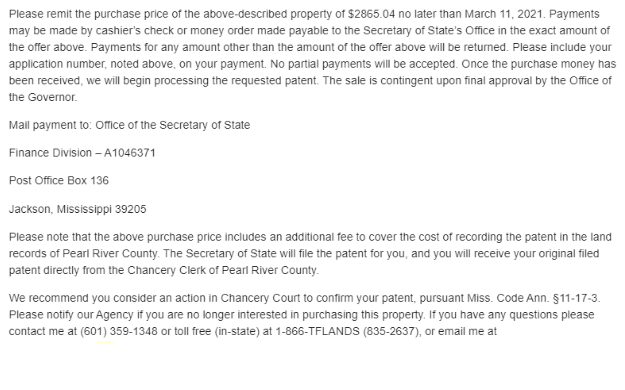 Please remit the purchase price of the above-described property of $2865.04 no later than March 11, 2021. Payments
may be made by cashier's check or money order made payable to the Secretary of State's Office in the exact amount of
the offer above. Payments for any amount other than the amount of the offer above will be returned. Please include your
application number, noted above, on your payment. No partial payments will be accepted. Once the purchase money has
been received, we will begin processing the requested patent. The sale is contingent upon final approval by the Office of
the Governor.
Mail payment to: Office of the Secretary of State
Finance Division – A1046371
Post Office Box 136
Jackson, Mississippi 39205
Please note that the above purchase price includes an additional fee to cover the cost of recording the patent in the land
records of Pearl River County. The Secretary of State will file the patent for you, and you will receive your original filed
patent directly from the Chancery Clerk of Pearl River County.
We recommend you consider an action in Chancery Court to confirm your patent, pursuant Miss. Code Ann. §11-17-3.
Please notify our Agency if you are no longer interested in purchasing this property. If you have any questions please
contact me at (601) 359-1348 or toll free (in-state) at 1-866-TFLANDS (835-2637), or email me at